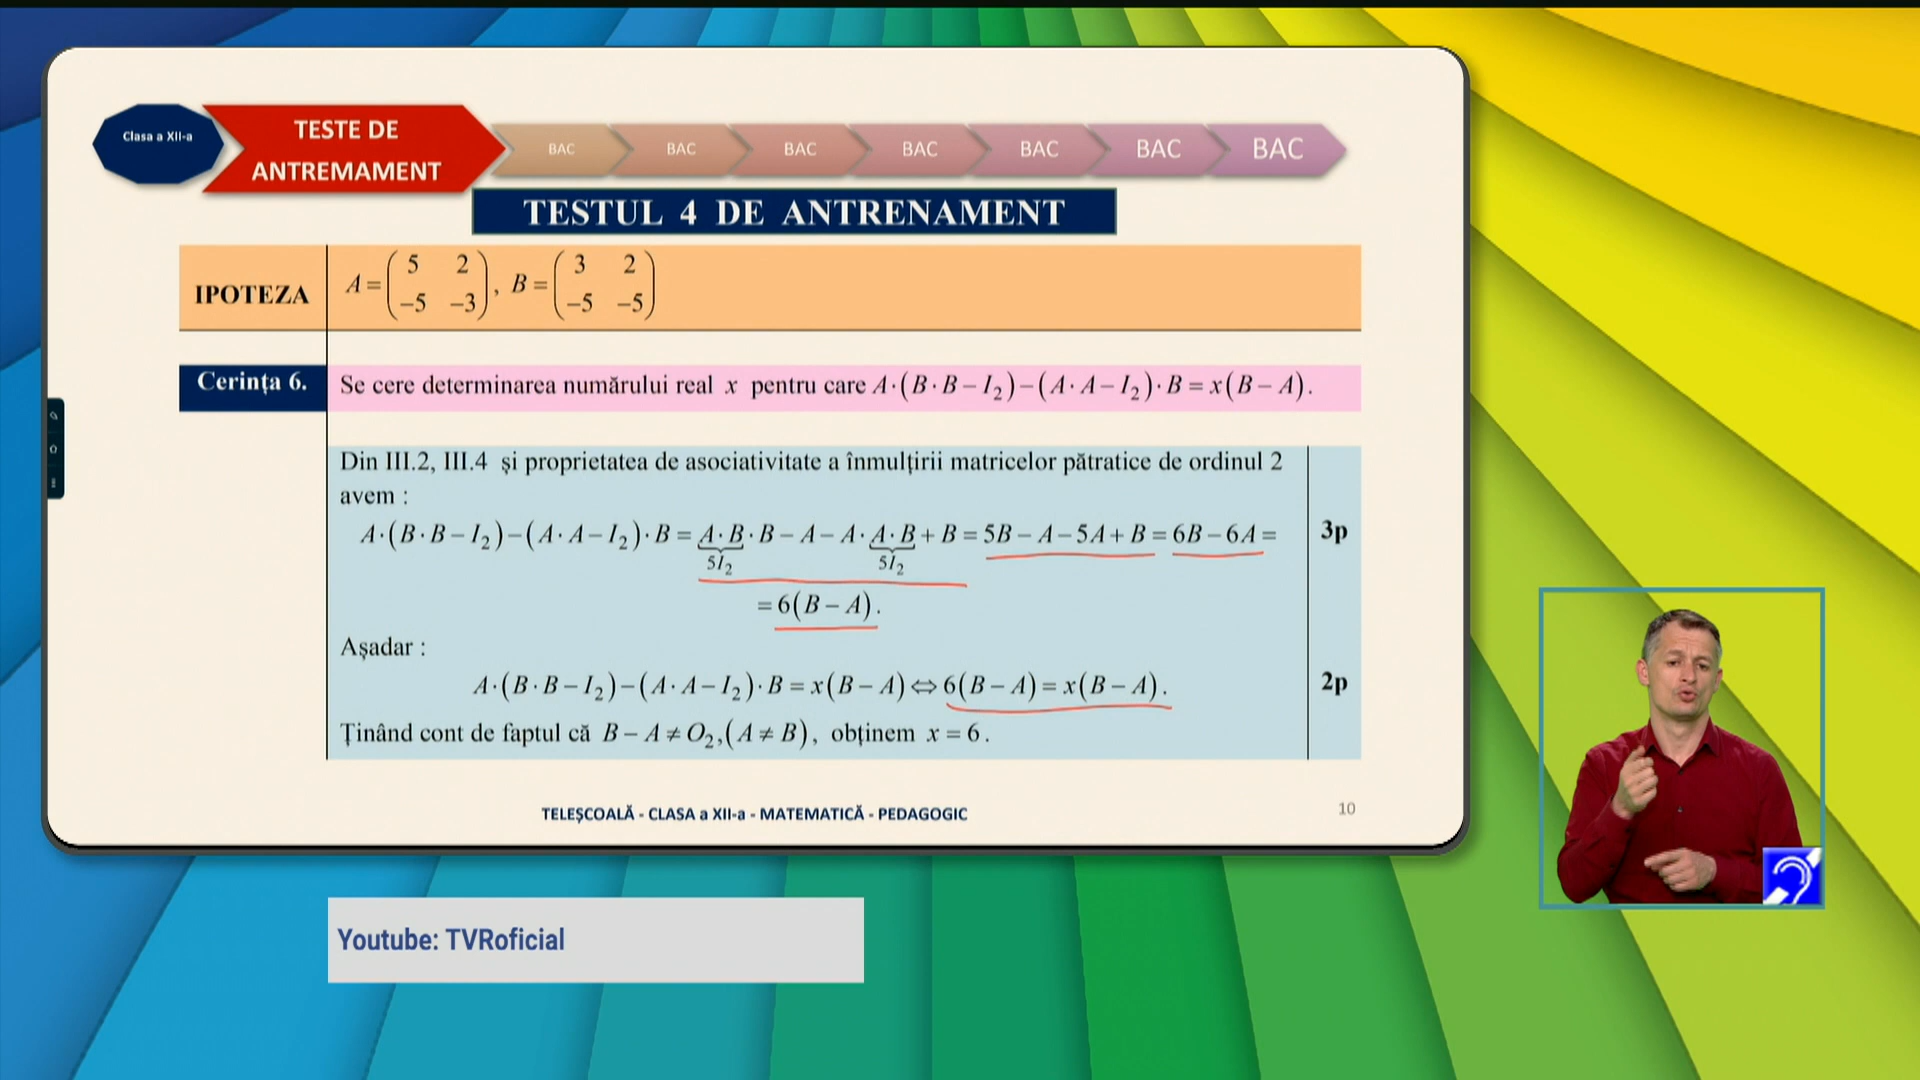 Clasa a XII-a
TESTE DE
ANTREMAMENT
BAC BAC BAC BAC BAC BAC BAC
TESTUL 4 DE ANTRENAMENT
IPOTEZA A = ( 5 2 ; −5 −3 ), B = ( 3 2 ; −5 −5 )
Cerința 6. Se cere determinarea numărului real x pentru care A·(B·B − I₂) − (A·A − I₂)·B = x(B − A).
Din III.2, III.4 și proprietatea de asociativitate a înmulțirii matricelor pătratice de ordinul 2
avem :
A·(B·B − I₂) − (A·A − I₂)·B = A·B·B − A − A·A·B + B = 5B − A − 5A + B = 6B − 6A = 3p
5I₂ 5I₂
= 6(B − A).
Așadar :
A·(B·B − I₂) − (A·A − I₂)·B = x(B − A) ⇔ 6(B − A) = x(B − A). 2p
Ținând cont de faptul că B − A ≠ O₂,(A ≠ B), obținem x = 6.
TELEȘCOALĂ - CLASA a XII-a - MATEMATICĂ - PEDAGOGIC
10
Youtube: TVRoficial